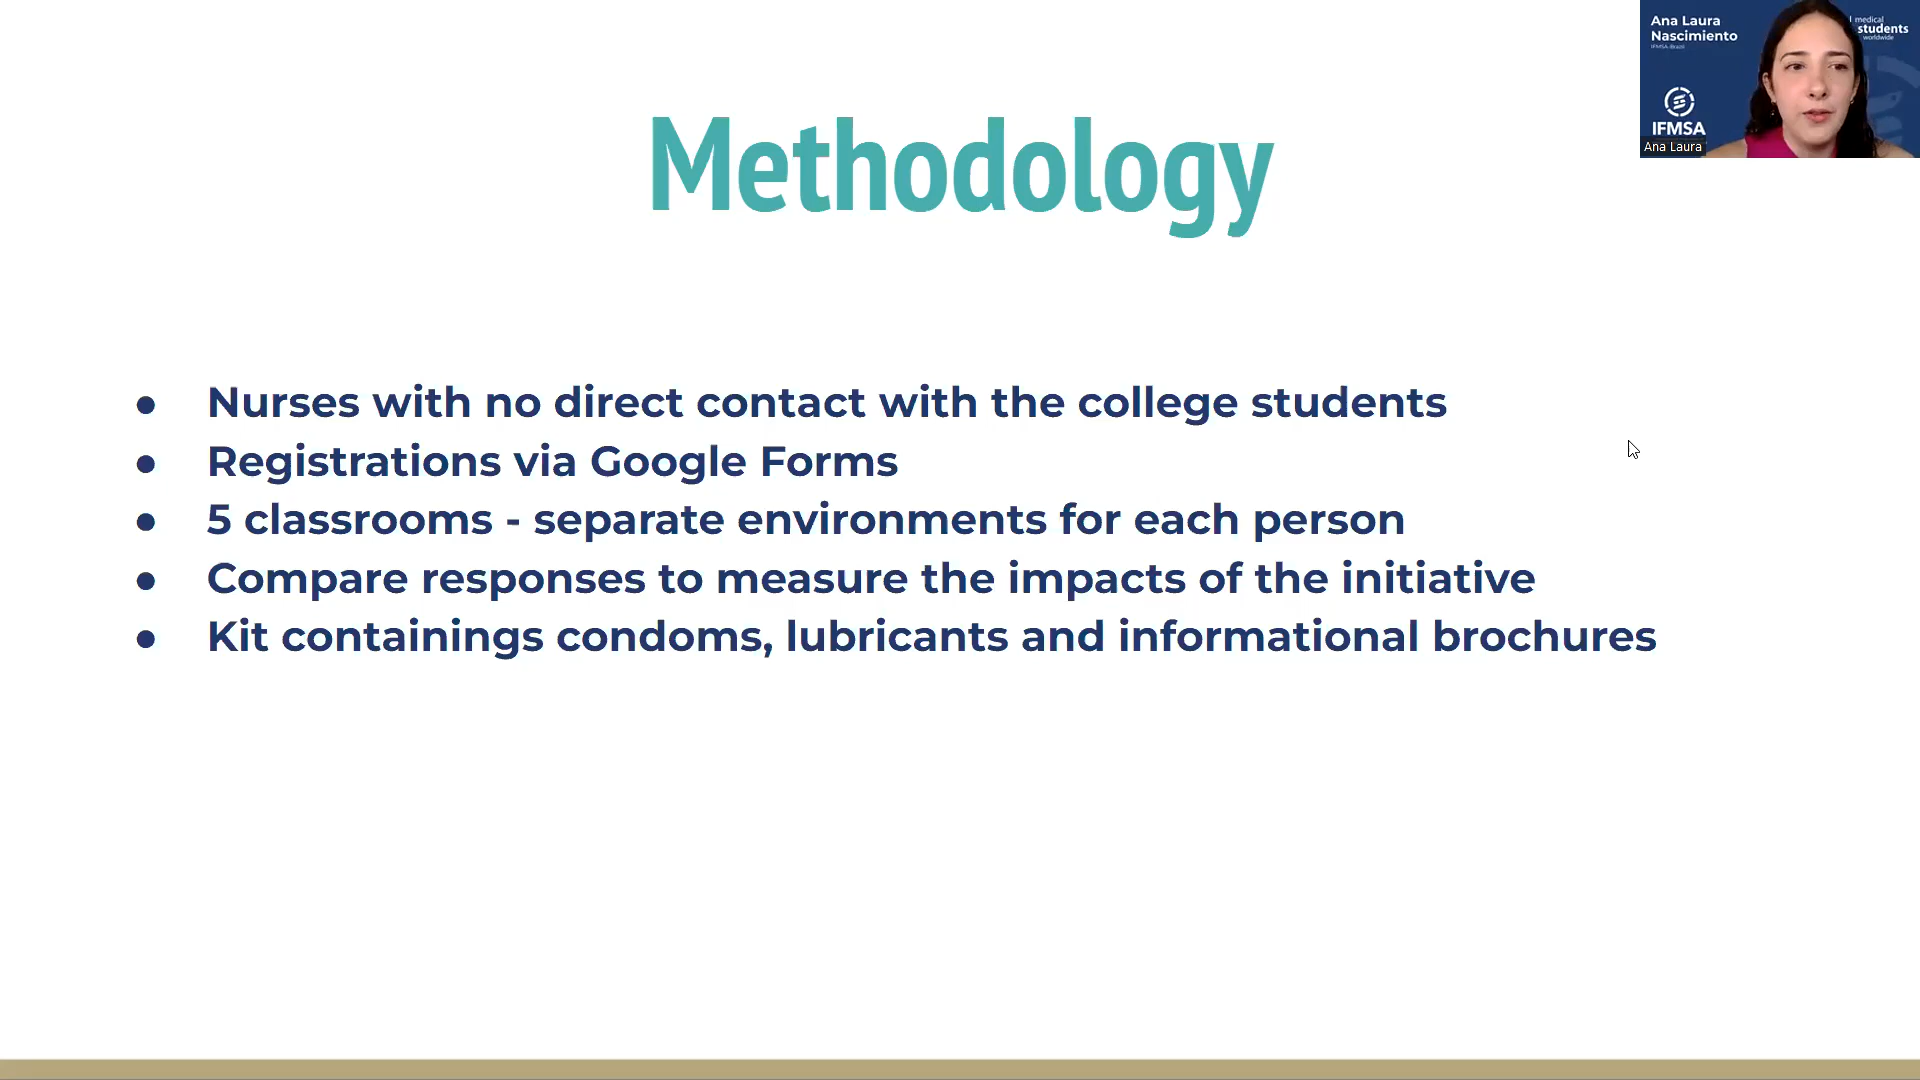 Ana Laura
Nascimiento
IFMSA-Brazil
medical
students
worldwide
IFMSA
Ana Laura
Methodology
● Nurses with no direct contact with the college students
● Registrations via Google Forms
● 5 classrooms - separate environments for each person
● Compare responses to measure the impacts of the initiative
● Kit containings condoms, lubricants and informational brochures